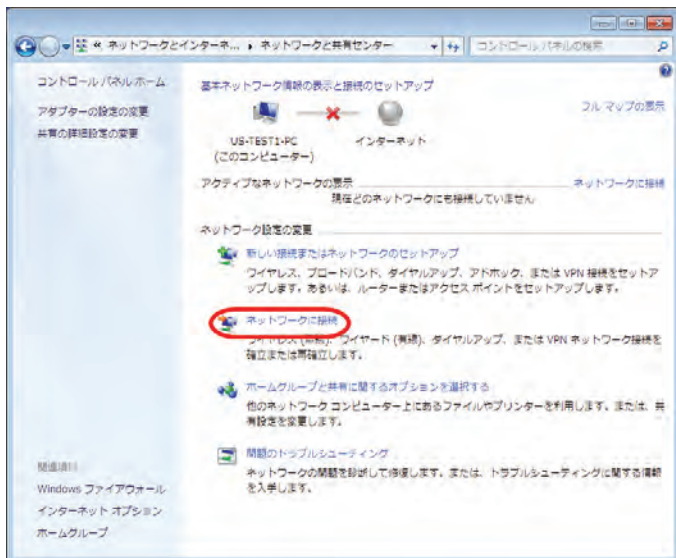 « ネットワークとインターネ... ▸ ネットワークと共有センター
コントロール パネルの検索
コントロール パネル ホーム
アダプターの設定の変更
共有の詳細設定の変更
基本ネットワーク情報の表示と接続のセットアップ
フル マップの表示
US-TEST1-PC
(このコンピューター)
インターネット
アクティブなネットワークの表示
ネットワークに接続
現在どのネットワークにも接続していません
ネットワーク設定の変更
新しい接続またはネットワークのセットアップ
ワイヤレス、ブロードバンド、ダイヤルアップ、アドホック、または VPN 接続をセットア
ップします。あるいは、ルーターまたはアクセス ポイントをセットアップします。
ネットワークに接続
ワイヤレス (無線)、ワイヤード (有線)、ダイヤルアップ、または VPN ネットワーク接続を
確立または再確立します。
ホームグループと共有に関するオプションを選択する
他のネットワーク コンピューター上にあるファイルやプリンターを利用します。または、共
有設定を変更します。
問題のトラブルシューティング
ネットワークの問題を診断して修復します。または、トラブルシューティングに関する情報
を入手します。
関連項目
Windows ファイアウォール
インターネット オプション
ホームグループ